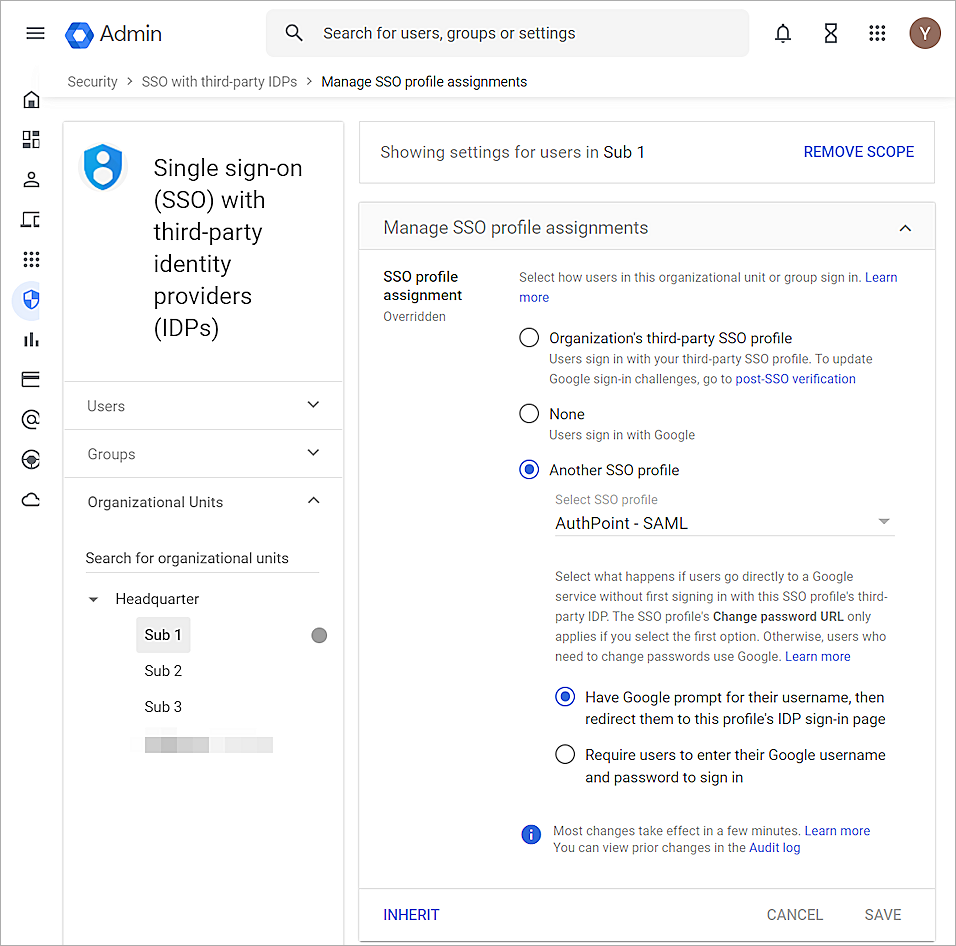 Admin
Search for users, groups or settings
Y
Security > SSO with third-party IDPs > Manage SSO profile assignments
Single sign-on
(SSO) with
third-party
identity
providers
(IDPs)
Users
Groups
Organizational Units
Search for organizational units
Headquarter
Sub 1
Sub 2
Sub 3
Showing settings for users in Sub 1
REMOVE SCOPE
Manage SSO profile assignments
SSO profile
assignment
Overridden
Select how users in this organizational unit or group sign in. Learn
more
Organization's third-party SSO profile
Users sign in with your third-party SSO profile. To update
Google sign-in challenges, go to post-SSO verification
None
Users sign in with Google
Another SSO profile
Select SSO profile
AuthPoint - SAML
Select what happens if users go directly to a Google
service without first signing in with this SSO profile's third-
party IDP. The SSO profile's Change password URL only
applies if you select the first option. Otherwise, users who
need to change passwords use Google. Learn more
Have Google prompt for their username, then
redirect them to this profile's IDP sign-in page
Require users to enter their Google username
and password to sign in
Most changes take effect in a few minutes. Learn more
You can view prior changes in the Audit log
INHERIT
CANCEL
SAVE